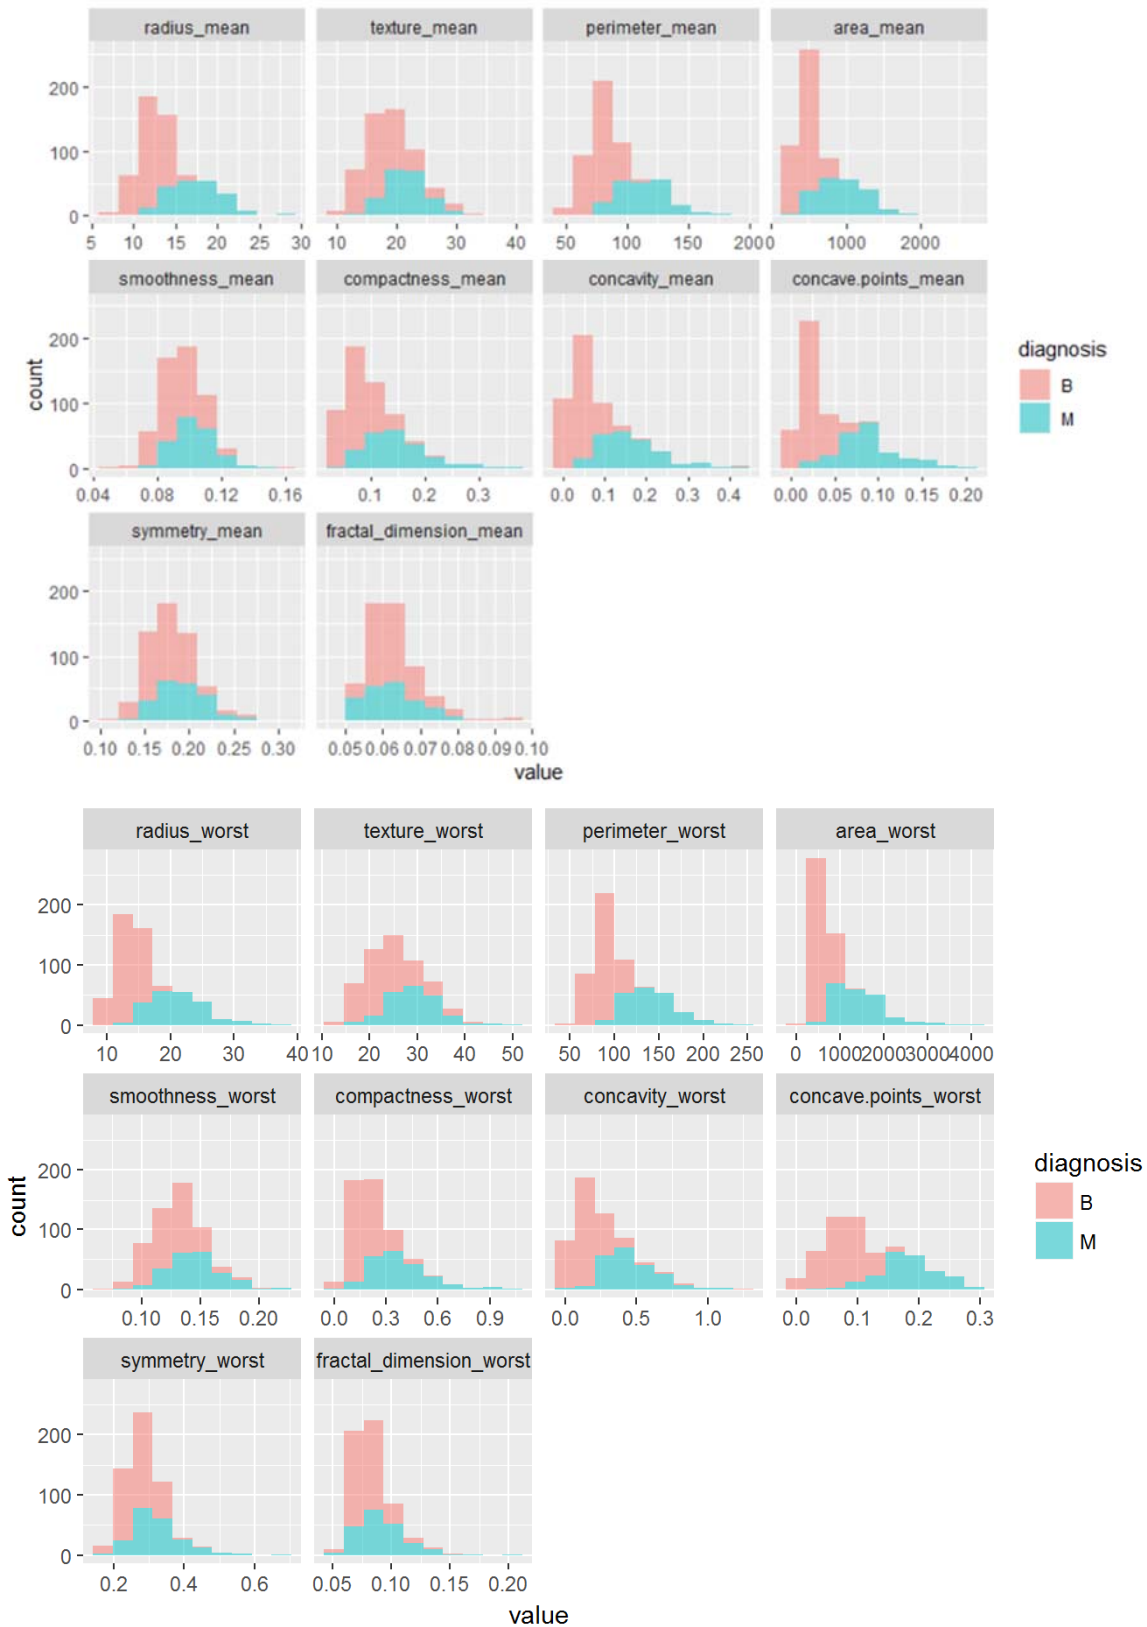 radius_mean texture_mean perimeter_mean area_mean
200
100
0
5 10 15 20 25 30 10 20 30 40 50 100 150 200 0 1000 2000
smoothness_mean compactness_mean concavity_mean concave.points_mean
200
100
0
0.04 0.08 0.12 0.16 0.1 0.2 0.3 0.0 0.1 0.2 0.3 0.4 0.00 0.05 0.10 0.15 0.20
count
diagnosis
B
M
symmetry_mean fractal_dimension_mean
200
100
0
0.10 0.15 0.20 0.25 0.30 0.05 0.06 0.07 0.08 0.09 0.10
value
radius_worst texture_worst perimeter_worst area_worst
200
100
0
10 20 30 40 10 20 30 40 50 50 100 150 200 250 0 1000 2000 3000 4000
smoothness_worst compactness_worst concavity_worst concave.points_worst
200
100
0
0.10 0.15 0.20 0.0 0.3 0.6 0.9 0.0 0.5 1.0 0.0 0.1 0.2 0.3
count
diagnosis
B
M
symmetry_worst fractal_dimension_worst
200
100
0
0.2 0.4 0.6 0.05 0.10 0.15 0.20
value